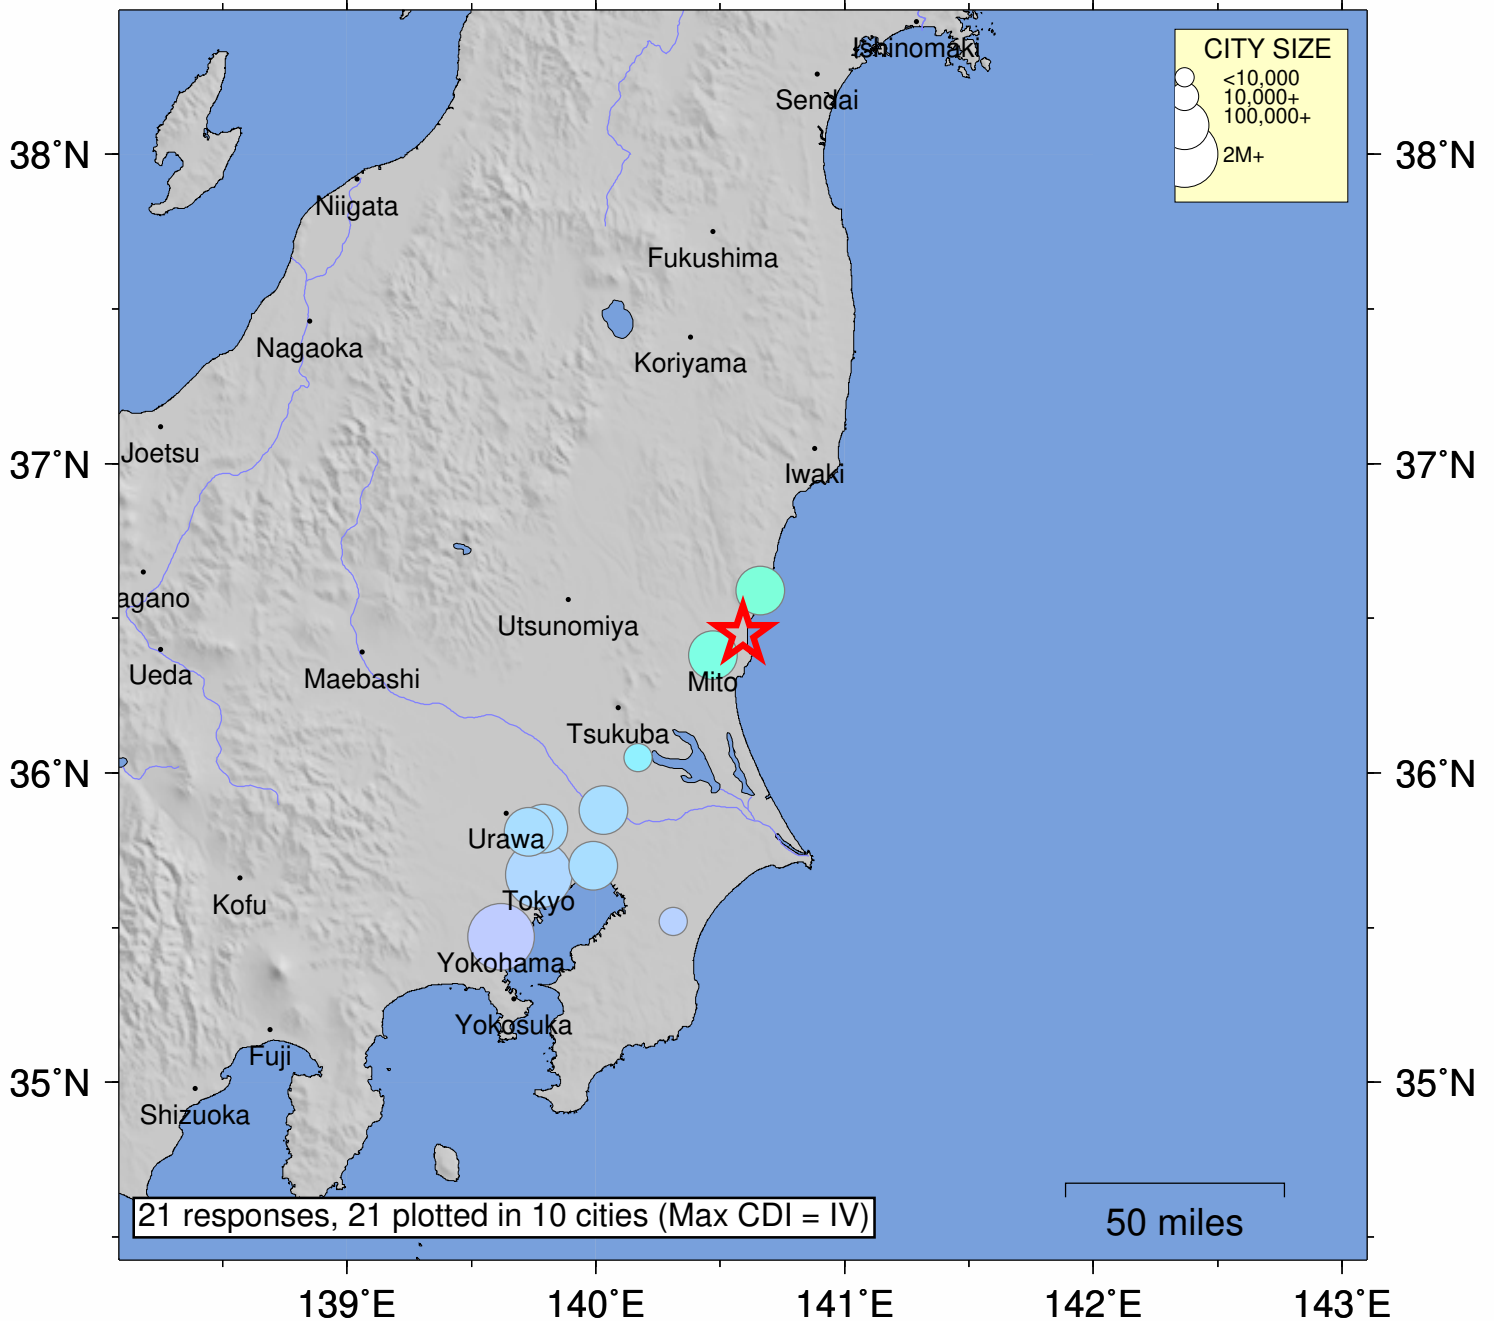 Ishinomaki
CITY SIZE
<10,000
10,000+
100,000+
2M+
Sendai
38°N
38°N
Niigata
Fukushima
Nagaoka
Koriyama
Joetsu
37°N
37°N
Iwaki
agano
Utsunomiya
Ueda
Maebashi
Mito
Tsukuba
36°N
36°N
Urawa
Kofu
Tokyo
Yokohama
Yokosuka
Fuji
35°N
35°N
Shizuoka
21 responses, 21 plotted in 10 cities (Max CDI = IV)
50 miles
139°E
140°E
141°E
142°E
143°E